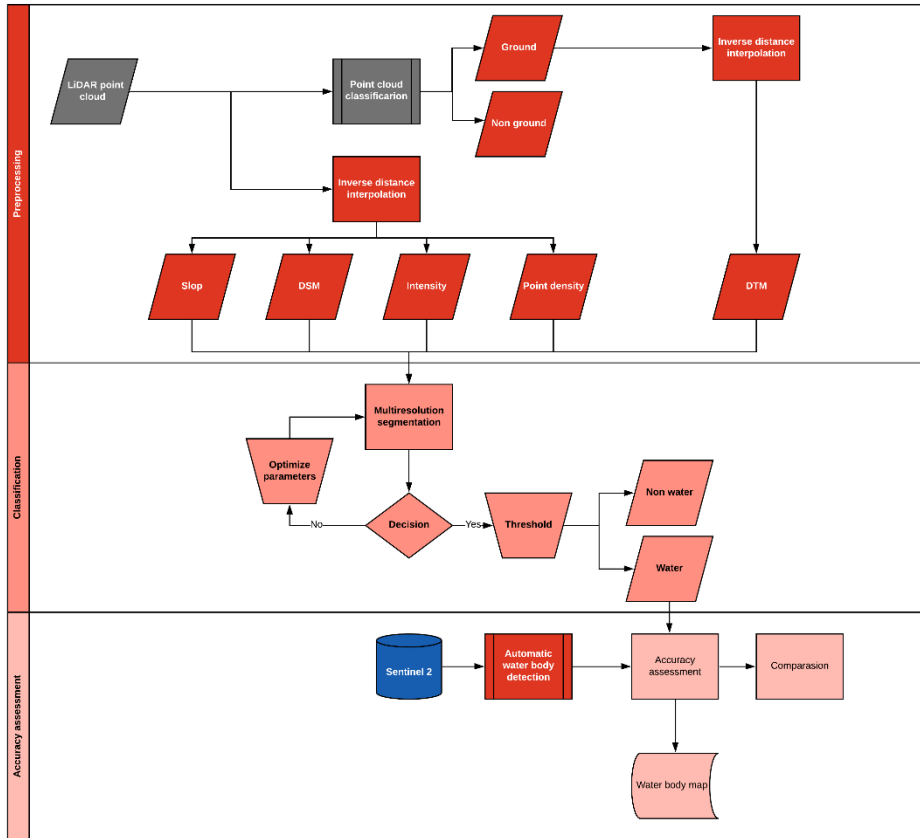 Preprocessing
LiDAR point
cloud
Point cloud
classificarion
Ground
Non ground
Inverse distance
interpolation
Inverse distance
interpolation
Slop
DSM
Intensity
Point density
DTM
Classification
Multiresolution
segmentation
Optimize
parameters
No
Decision
Yes
Threshold
Non water
Water
Accuracy assessment
Sentinel 2
Automatic
water body
detection
Accuracy
assessment
Comparasion
Water body map